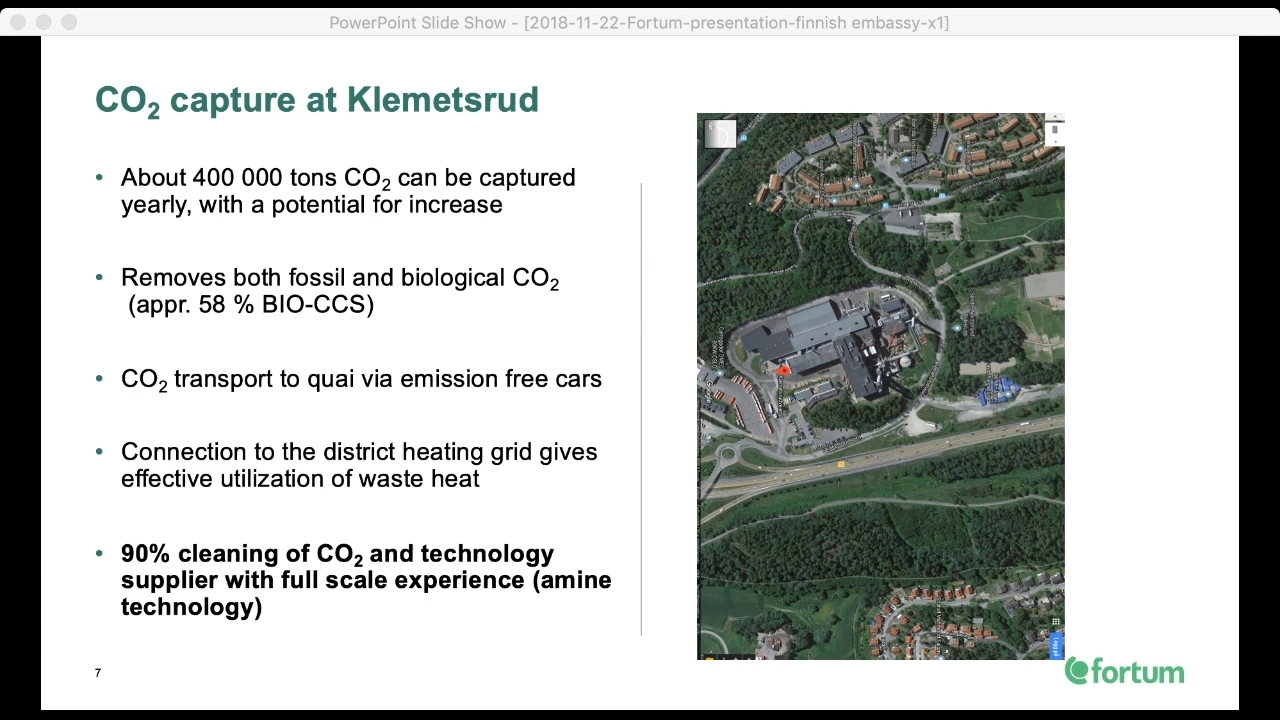 PowerPoint Slide Show - [2018-11-22-Fortum-presentation-finnish embassy-x1]
CO₂ capture at Klemetsrud
• About 400 000 tons CO₂ can be captured
yearly, with a potential for increase
• Removes both fossil and biological CO₂
(appr. 58 % BIO-CCS)
• CO₂ transport to quai via emission free cars
• Connection to the district heating grid gives
effective utilization of waste heat
• 90% cleaning of CO₂ and technology
supplier with full scale experience (amine
technology)
Google
7
fortum